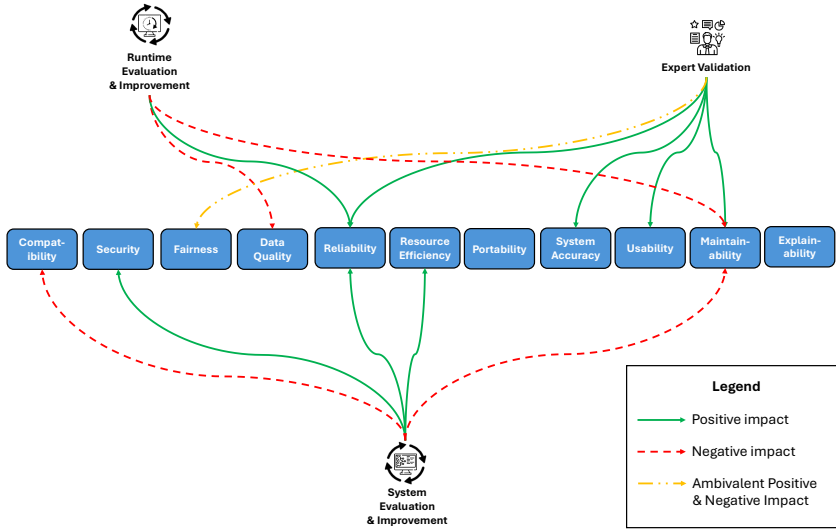 Runtime
Evaluation
& Improvement
Expert Validation
Compat-
ibility
Security
Fairness
Data
Quality
Reliability
Resource
Efficiency
Portability
System
Accuracy
Usability
Maintain-
ability
Explain-
ability
System
Evaluation
& Improvement
Legend
Positive impact
Negative impact
Ambivalent Positive
& Negative Impact